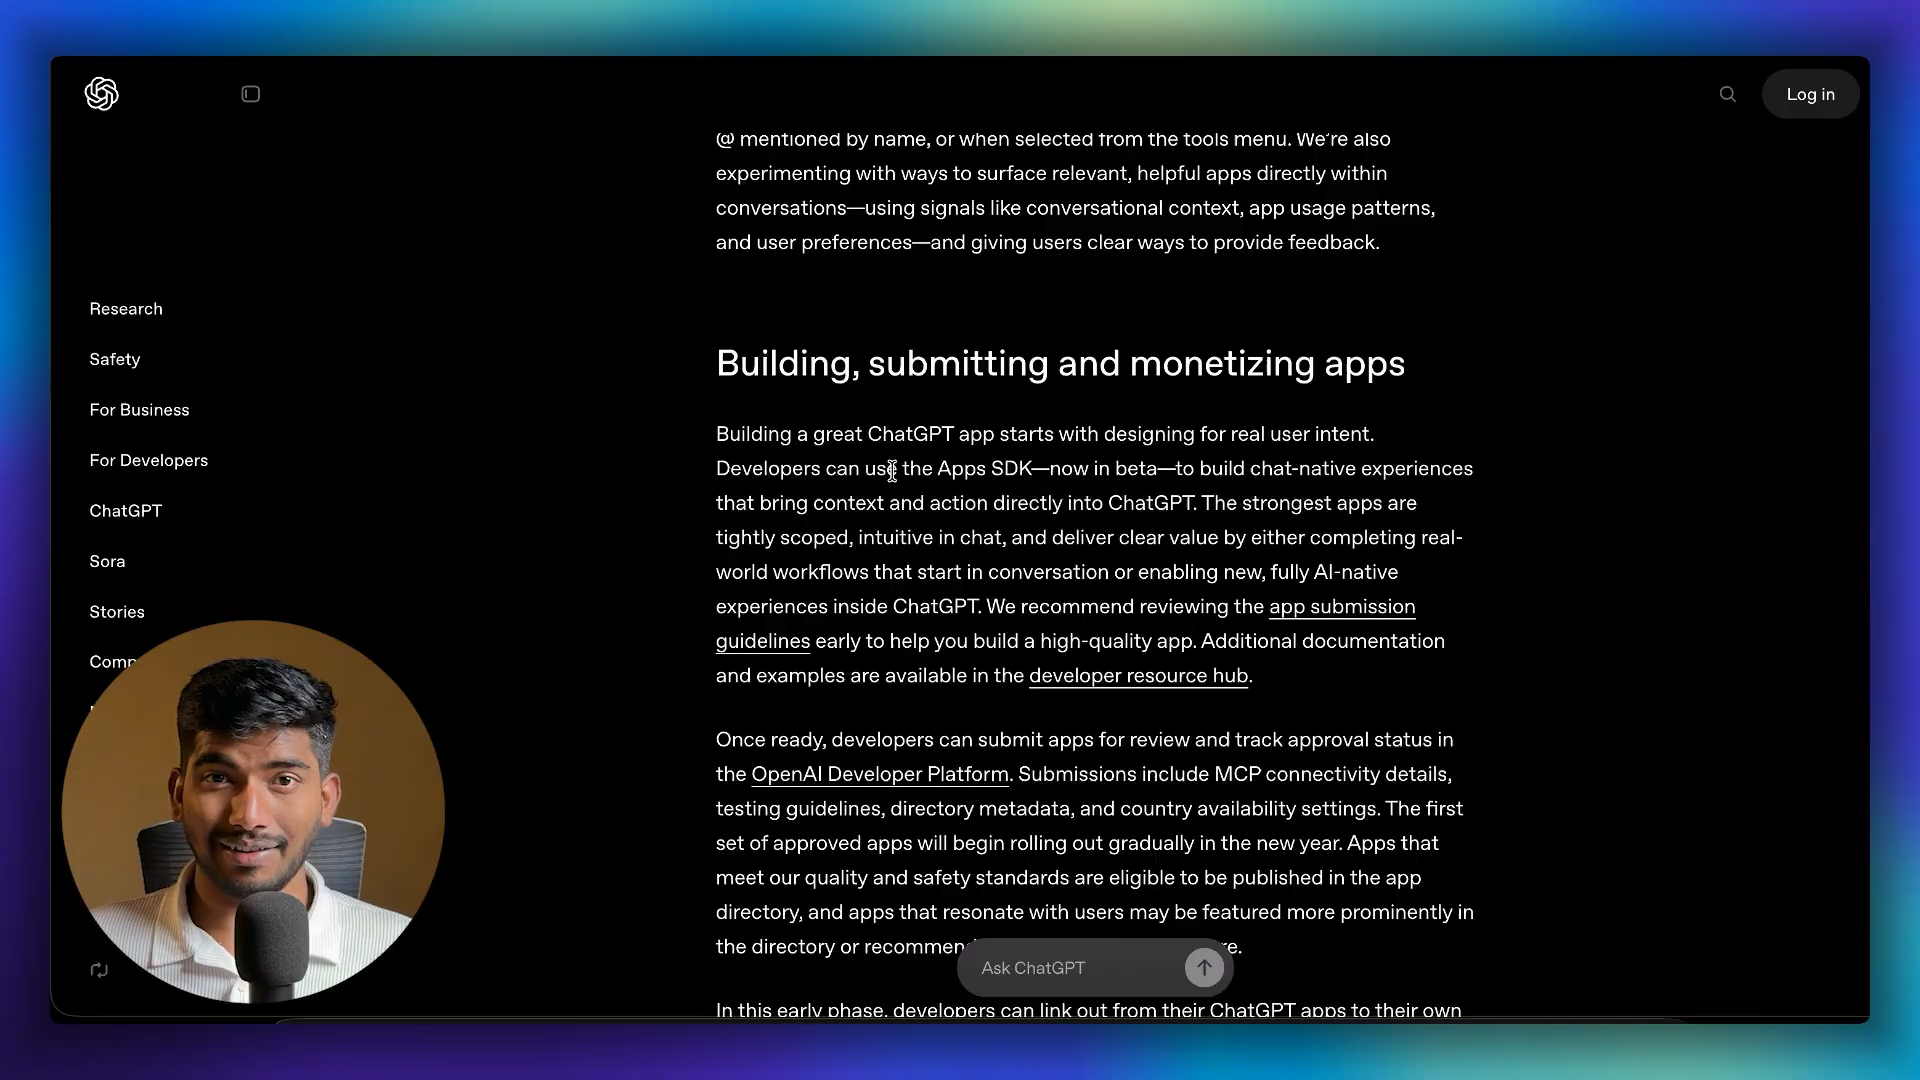 Log in
@ mentioned by name, or when selected from the tools menu. We're also
experimenting with ways to surface relevant, helpful apps directly within
conversations—using signals like conversational context, app usage patterns,
and user preferences—and giving users clear ways to provide feedback.
Research
Safety
For Business
For Developers
ChatGPT
Sora
Stories
Comp
Building, submitting and monetizing apps
Building a great ChatGPT app starts with designing for real user intent.
Developers can use the Apps SDK—now in beta—to build chat-native experiences
that bring context and action directly into ChatGPT. The strongest apps are
tightly scoped, intuitive in chat, and deliver clear value by either completing real-
world workflows that start in conversation or enabling new, fully AI-native
experiences inside ChatGPT. We recommend reviewing the app submission
guidelines early to help you build a high-quality app. Additional documentation
and examples are available in the developer resource hub.
Once ready, developers can submit apps for review and track approval status in
the OpenAI Developer Platform. Submissions include MCP connectivity details,
testing guidelines, directory metadata, and country availability settings. The first
set of approved apps will begin rolling out gradually in the new year. Apps that
meet our quality and safety standards are eligible to be published in the app
directory, and apps that resonate with users may be featured more prominently in
the directory or recommen re.
Ask ChatGPT
In this early phase, developers can link out from their ChatGPT apps to their own